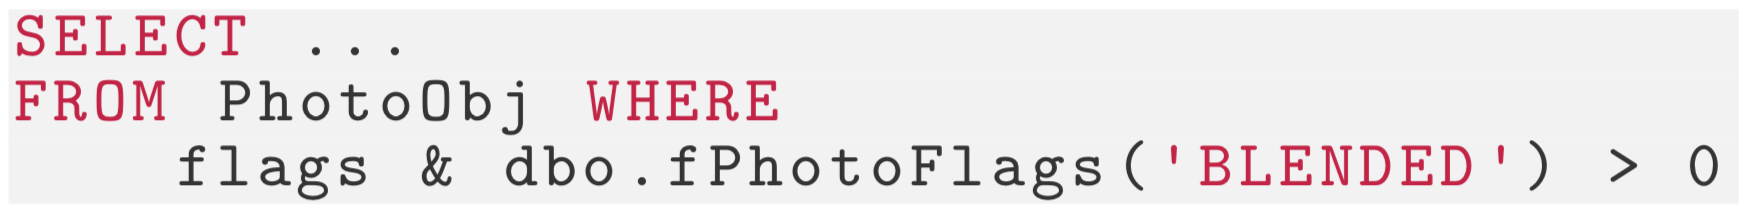 SELECT ...
FROM PhotoObj WHERE
    flags & dbo.fPhotoFlags('BLENDED') > 0